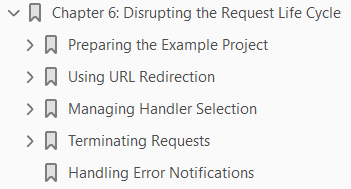 Chapter 6: Disrupting the Request Life Cycle
Preparing the Example Project
Using URL Redirection
Managing Handler Selection
Terminating Requests
Handling Error Notifications